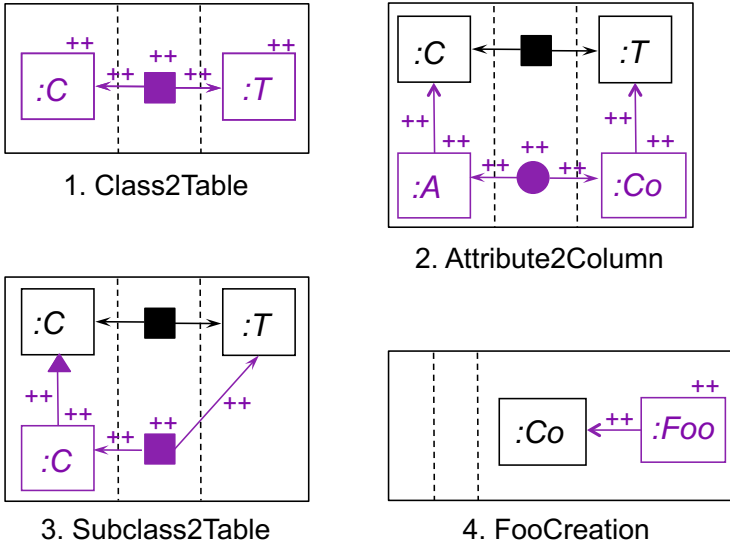 ++ ++ ++
:C ++ ++ :T
1. Class2Table
:C :T
++ ++
++ ++ ++
:A ++ ++ :Co
2. Attribute2Column
:C :T
++ ++
++ ++ ++
:C
3. Subclass2Table
++
:Co ++ :Foo
4. FooCreation